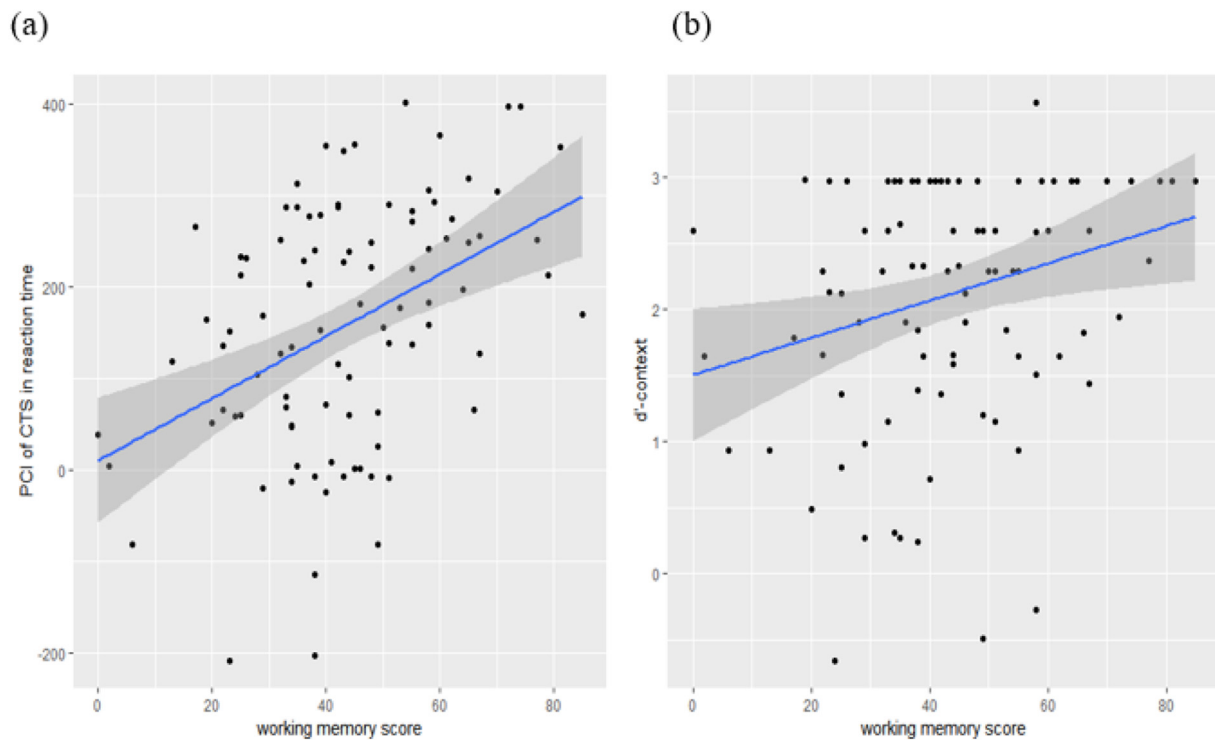 (a)
(b)
PCI of CTS in reaction time
400
200
0
-200
0 20 40 60 80
working memory score
d'-context
3
2
1
0
0 20 40 60 80
working memory score